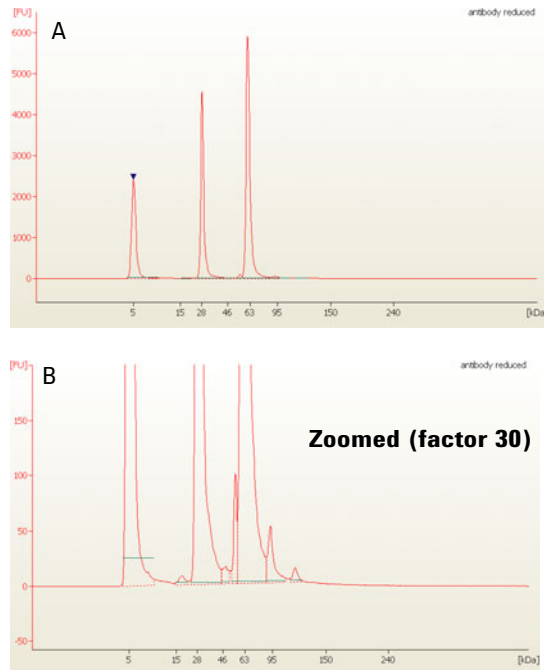 [FU]
A
antibody reduced
6000
5000
4000
3000
2000
1000
0
5 15 28 46 63 95 150 240 [kDa]
[FU]
B
antibody reduced
150
Zoomed (factor 30)
100
50
0
-50
5 15 28 46 63 95 150 240 [kDa]